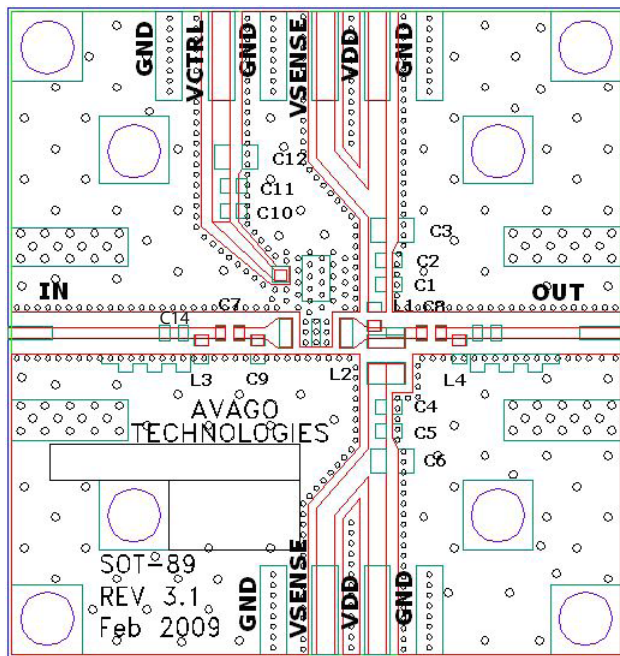 GND
VCTRL
GND
VSENSE
VDD
GND
C12
C11
C10
C3
C2
C1
IN
OUT
L1 C8
C7
C14
L3
C9
L2
L4
C4
C5
C6
AVAGO
TECHNOLOGIES
SOT-89
REV 3.1
Feb 2009
GND
VSENSE
VDD
GND